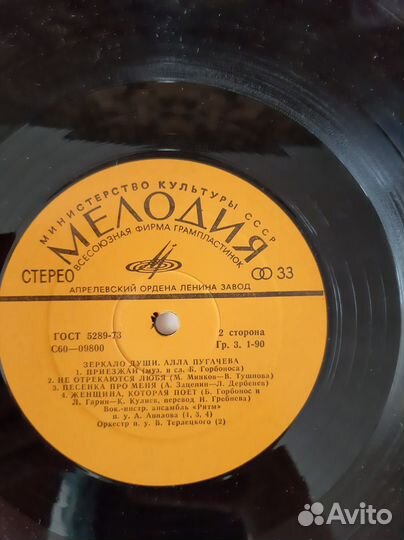 МИНИСТЕРСТВО КУЛЬТУРЫ СССР
МЕЛОДИЯ
ВСЕСОЮЗНАЯ ФИРМА ГРАМПЛАСТИНОК
СТЕРЕО 33
АПРЕЛЕВСКИЙ ОРДЕНА ЛЕНИНА ЗАВОД
ГОСТ 5289-73 2 сторона
С60—09800 Гр. 3. 1-90
ЗЕРКАЛО ДУШИ. АЛЛА ПУГАЧЕВА
1. ПРИЕЗЖАЙ (муз. и сл. Б. Горбоноса)
2. НЕ ОТРЕКАЮТСЯ ЛЮБЯ (М. Минков—В. Тушнова)
3. ПЕСЕНКА ПРО МЕНЯ (А. Зацепин—Л. Дербенев)
4. ЖЕНЩИНА, КОТОРАЯ ПОЕТ (Б. Горбонос и
Л. Гарин—К. Кулиев, перевод Н. Гребнева)
Вок.-инстр. ансамбль «Ритм»
п. у. А. Авилова (1, 3, 4)
Оркестр п у. В. Терлецкого (2)
Avito